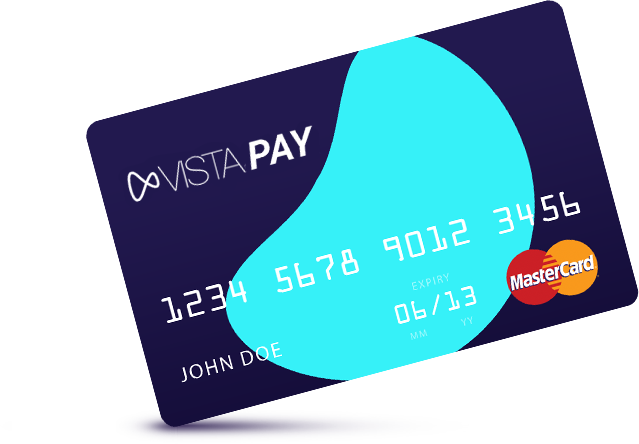 VISTA PAY
1234 5678 9012 3456
EXPIRY
06/13
MM YY
JOHN DOE
MasterCard